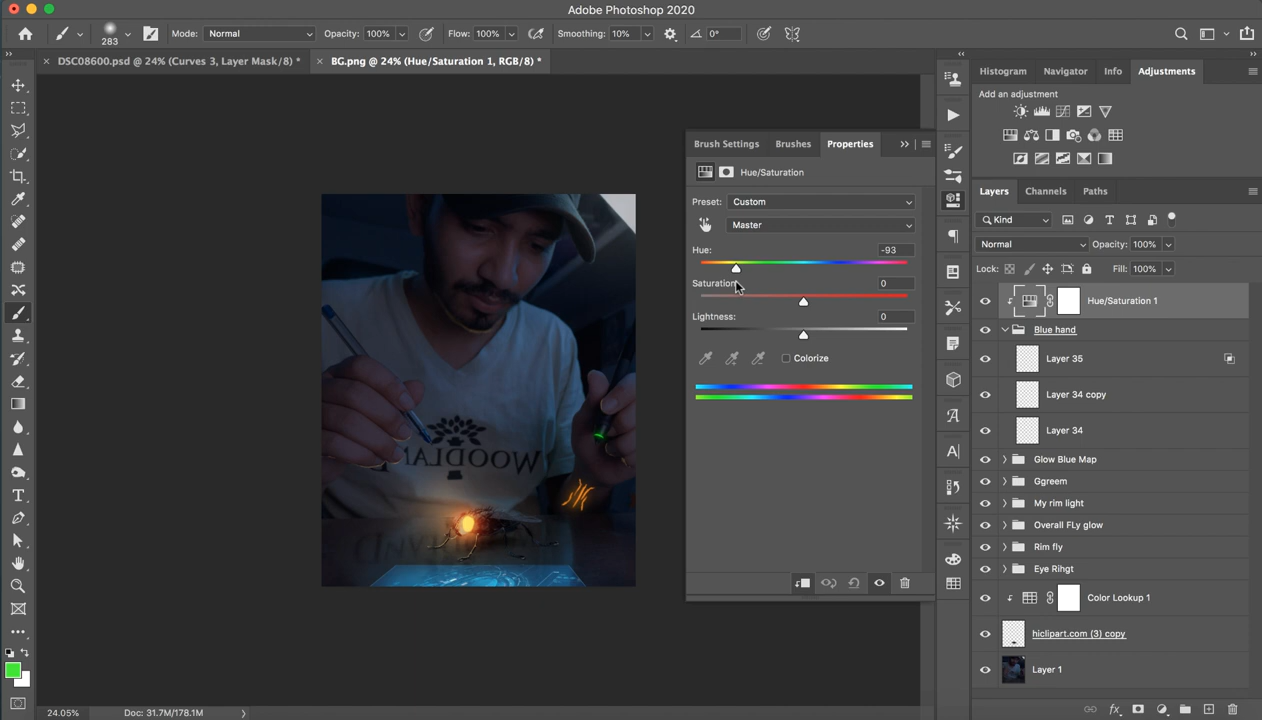 Adobe Photoshop 2020
283
Mode: Normal
Opacity: 100%
Flow: 100%
Smoothing: 10%
0°
× DSC08600.psd @ 24% (Curves 3, Layer Mask/8) *
× BG.png @ 24% (Hue/Saturation 1, RGB/8) *
WOODLAND
Brush Settings
Brushes
Properties
Hue/Saturation
Preset: Custom
Master
Hue: -93
Saturation: 0
Lightness: 0
Colorize
Histogram
Navigator
Info
Adjustments
Add an adjustment
Layers
Channels
Paths
Kind
Normal
Opacity: 100%
Lock:
Fill: 100%
Hue/Saturation 1
Blue hand
Layer 35
Layer 34 copy
Layer 34
Glow Blue Map
Ggreem
My rim light
Overall FLy glow
Rim fly
Eye Rihgt
Color Lookup 1
hiclipart.com (3) copy
Layer 1
24.05%
Doc: 31.7M/178.1M